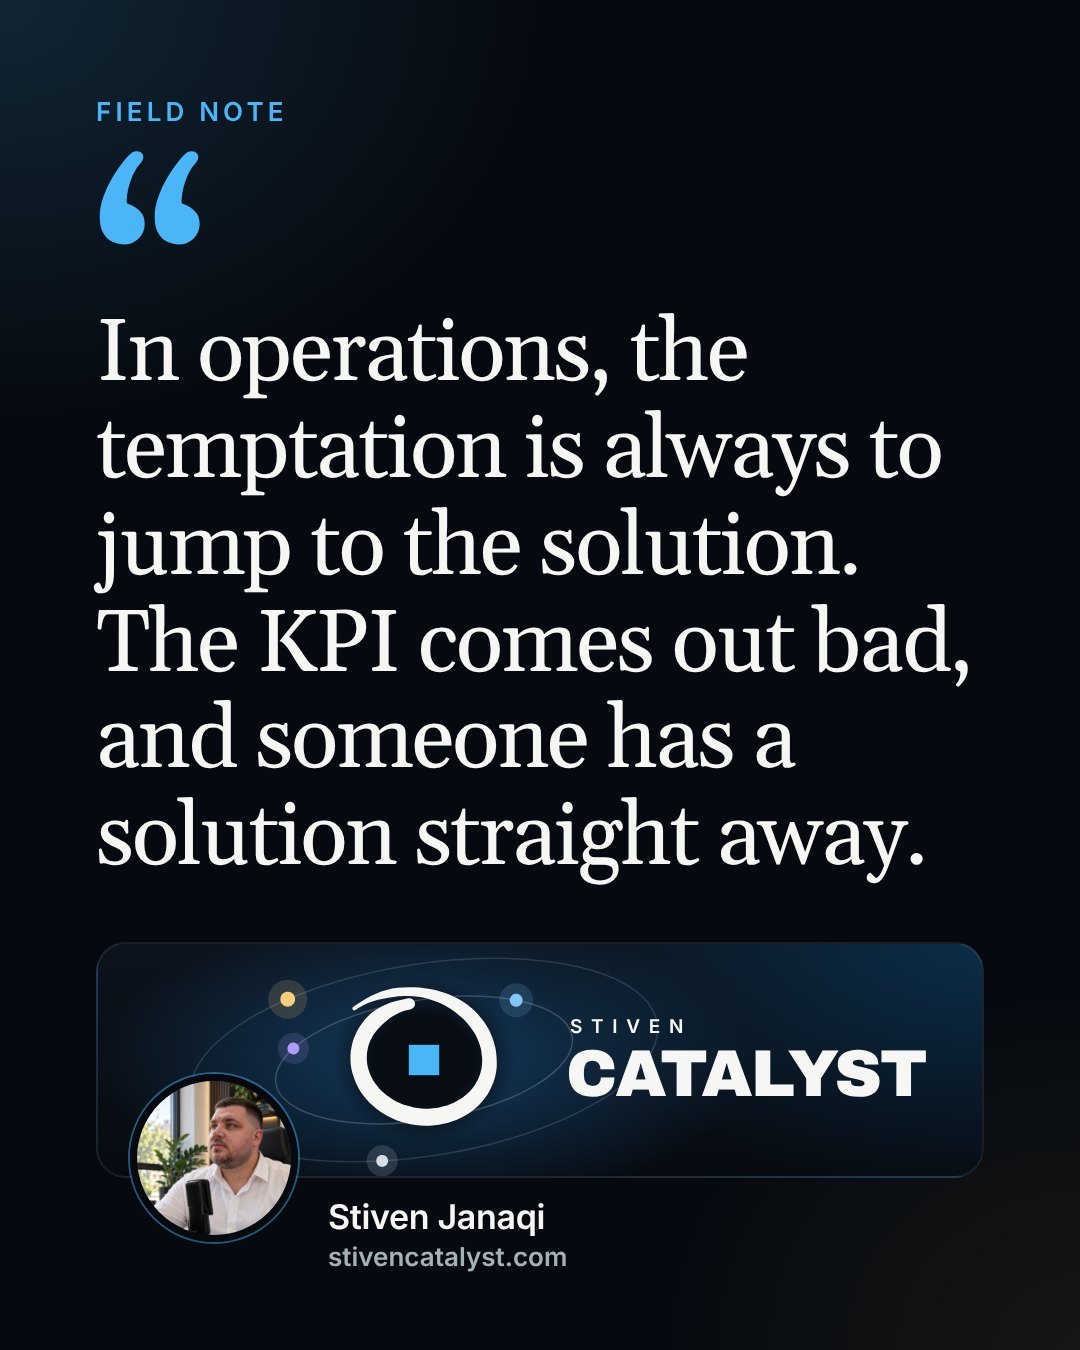 FIELD NOTE
“
In operations, the
temptation is always to
jump to the solution.
The KPI comes out bad,
and someone has a
solution straight away.
STIVEN
CATALYST
Stiven Janaqi
stivencatalyst.com